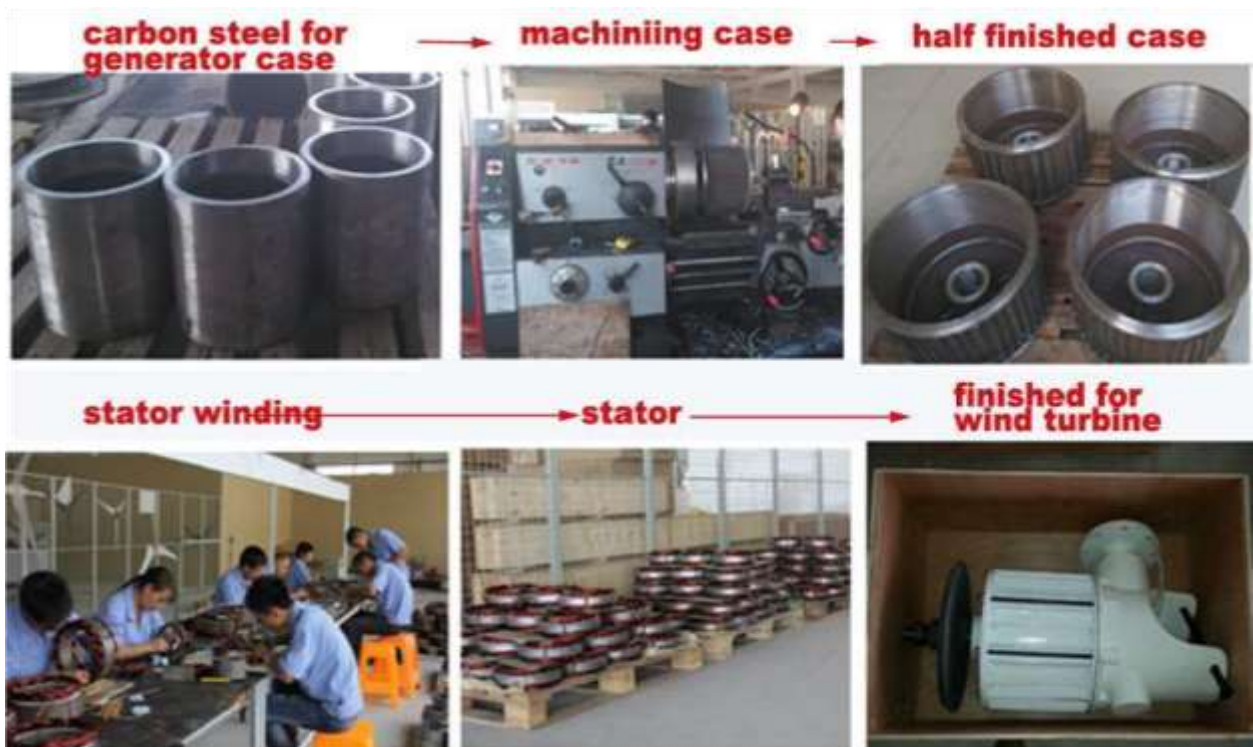 carbon steel for
generator case
machiniing case
half finished case
stator winding
stator
finished for
wind turbine